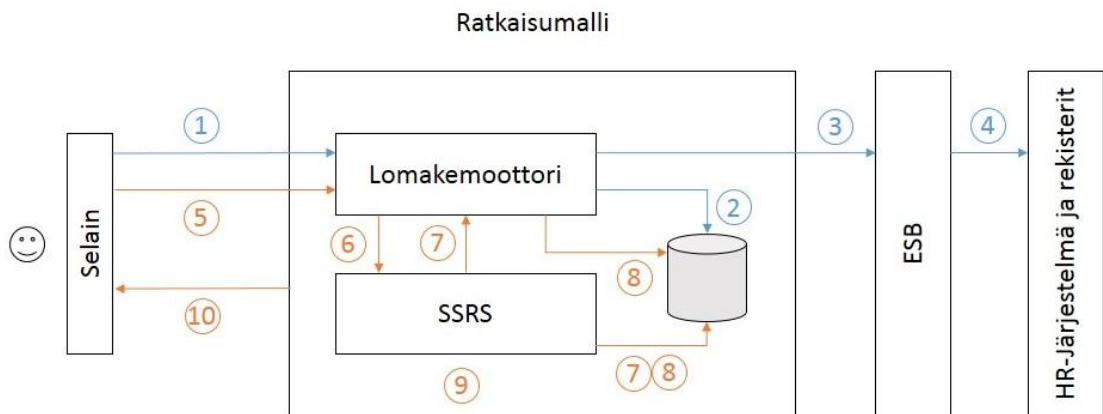 Ratkaisumalli
1
3
4
Lomakemoottori
5
2
6
7
8
Selain
10
SSRS
7
8
9
ESB
HR-Järjestelmä ja rekisterit